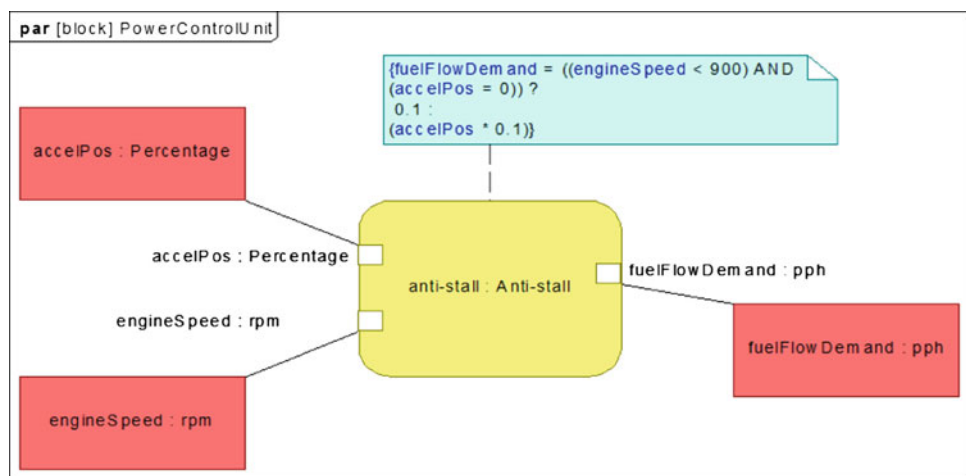 par [block] PowerControlUnit
{fuelFlowDemand = ((engineSpeed < 900) AND
(accelPos = 0)) ?
0.1 :
(accelPos * 0.1)}
accelPos : Percentage
accelPos : Percentage
anti-stall : Anti-stall
fuelFlowDemand : pph
engineSpeed : rpm
fuelFlowDemand : pph
engineSpeed : rpm